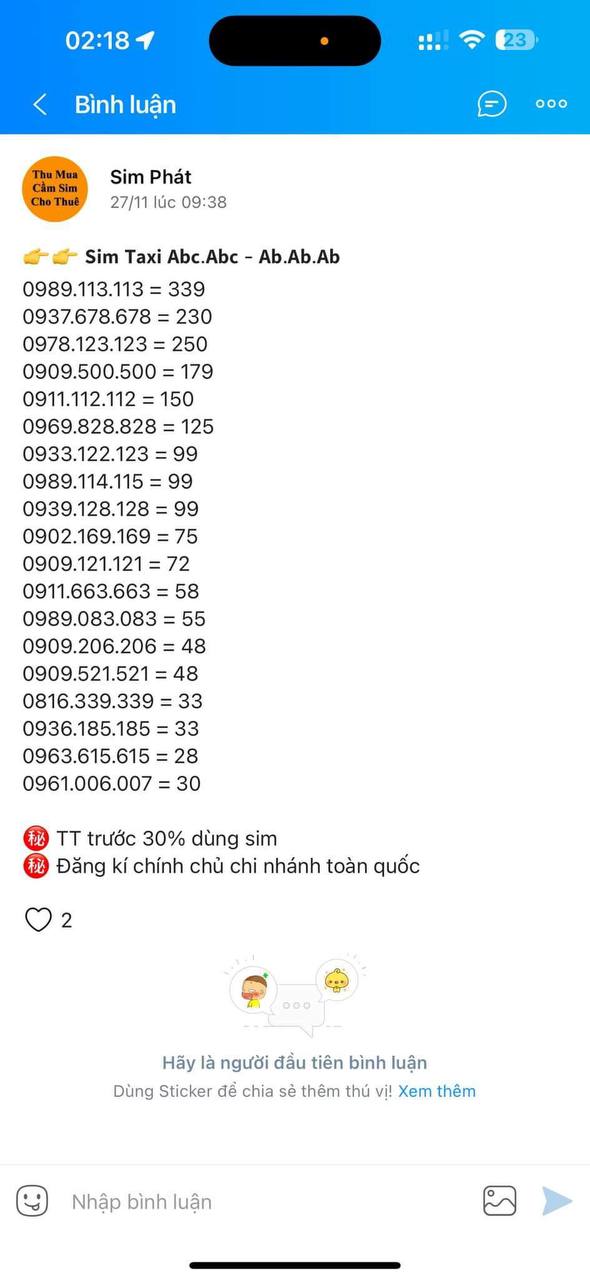 02:18
23
Bình luận
Thu Mua
Cầm Sim
Cho Thuê
Sim Phát
27/11 lúc 09:38
👉👉 Sim Taxi Abc.Abc - Ab.Ab.Ab
0989.113.113 = 339
0937.678.678 = 230
0978.123.123 = 250
0909.500.500 = 179
0911.112.112 = 150
0969.828.828 = 125
0933.122.123 = 99
0989.114.115 = 99
0939.128.128 = 99
0902.169.169 = 75
0909.121.121 = 72
0911.663.663 = 58
0989.083.083 = 55
0909.206.206 = 48
0909.521.521 = 48
0816.339.339 = 33
0936.185.185 = 33
0963.615.615 = 28
0961.006.007 = 30
㊙️ TT trước 30% dùng sim
㊙️ Đăng kí chính chủ chi nhánh toàn quốc
2
Hãy là người đầu tiên bình luận
Dùng Sticker để chia sẻ thêm thú vị! Xem thêm
Nhập bình luận